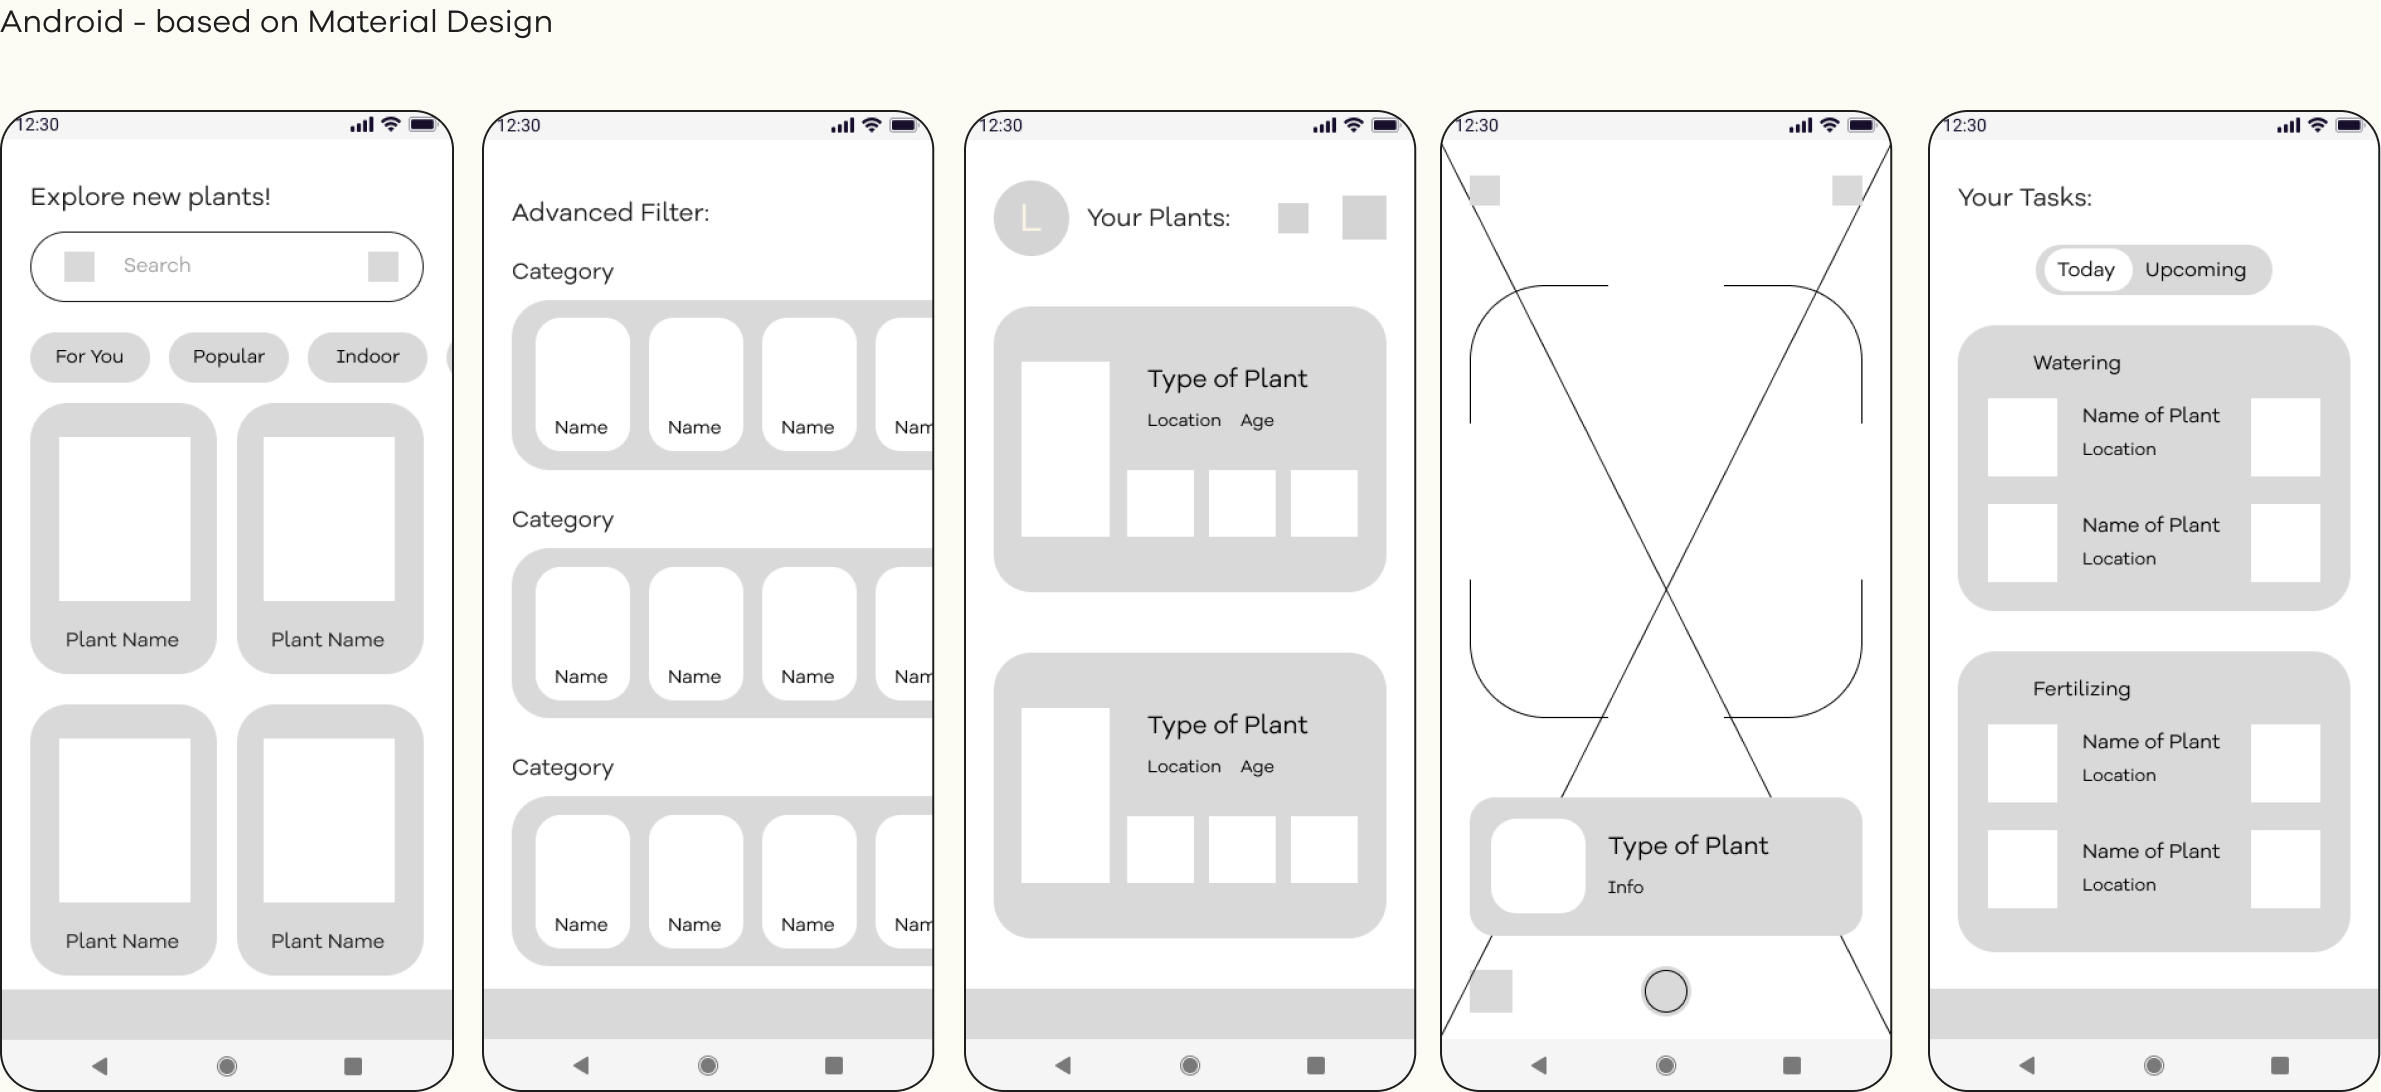 Android - based on Material Design
12:30
Explore new plants!
Search
For You
Popular
Indoor
Plant Name
Plant Name
Plant Name
Plant Name
12:30
Advanced Filter:
Category
Name
Name
Name
Nam
Category
Name
Name
Name
Nam
Category
Name
Name
Name
Nam
12:30
L
Your Plants:
Type of Plant
Location Age
Type of Plant
Location Age
12:30
Type of Plant
Info
12:30
Your Tasks:
Today
Upcoming
Watering
Name of Plant
Location
Name of Plant
Location
Fertilizing
Name of Plant
Location
Name of Plant
Location